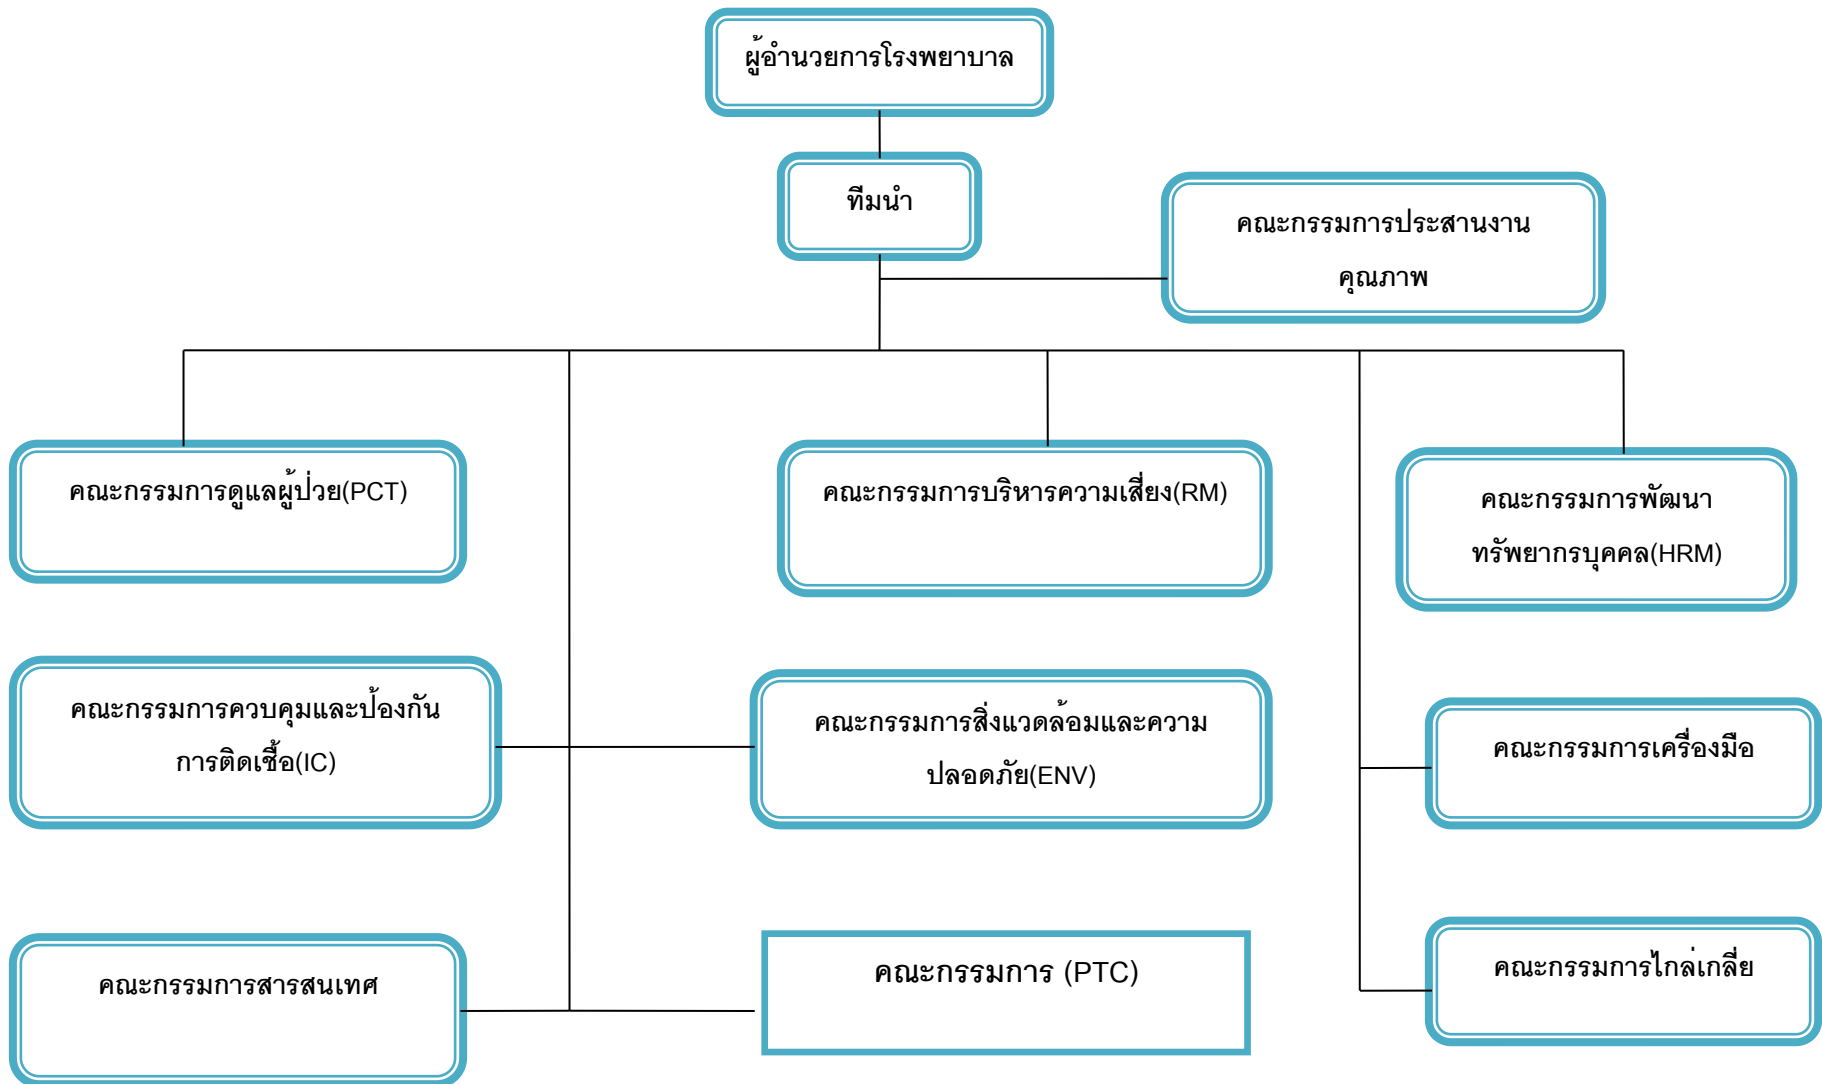 ผู้อำนวยการโรงพยาบาล
ทีมนำ
คณะกรรมการประสานงาน
คุณภาพ
คณะกรรมการดูแลผู้ป่วย(PCT)
คณะกรรมการบริหารความเสี่ยง(RM)
คณะกรรมการพัฒนา
ทรัพยากรบุคคล(HRM)
คณะกรรมการควบคุมและป้องกัน
การติดเชื้อ(IC)
คณะกรรมการสิ่งแวดล้อมและความ
ปลอดภัย(ENV)
คณะกรรมการเครื่องมือ
คณะกรรมการสารสนเทศ
คณะกรรมการ (PTC)
คณะกรรมการไกล่เกลี่ย